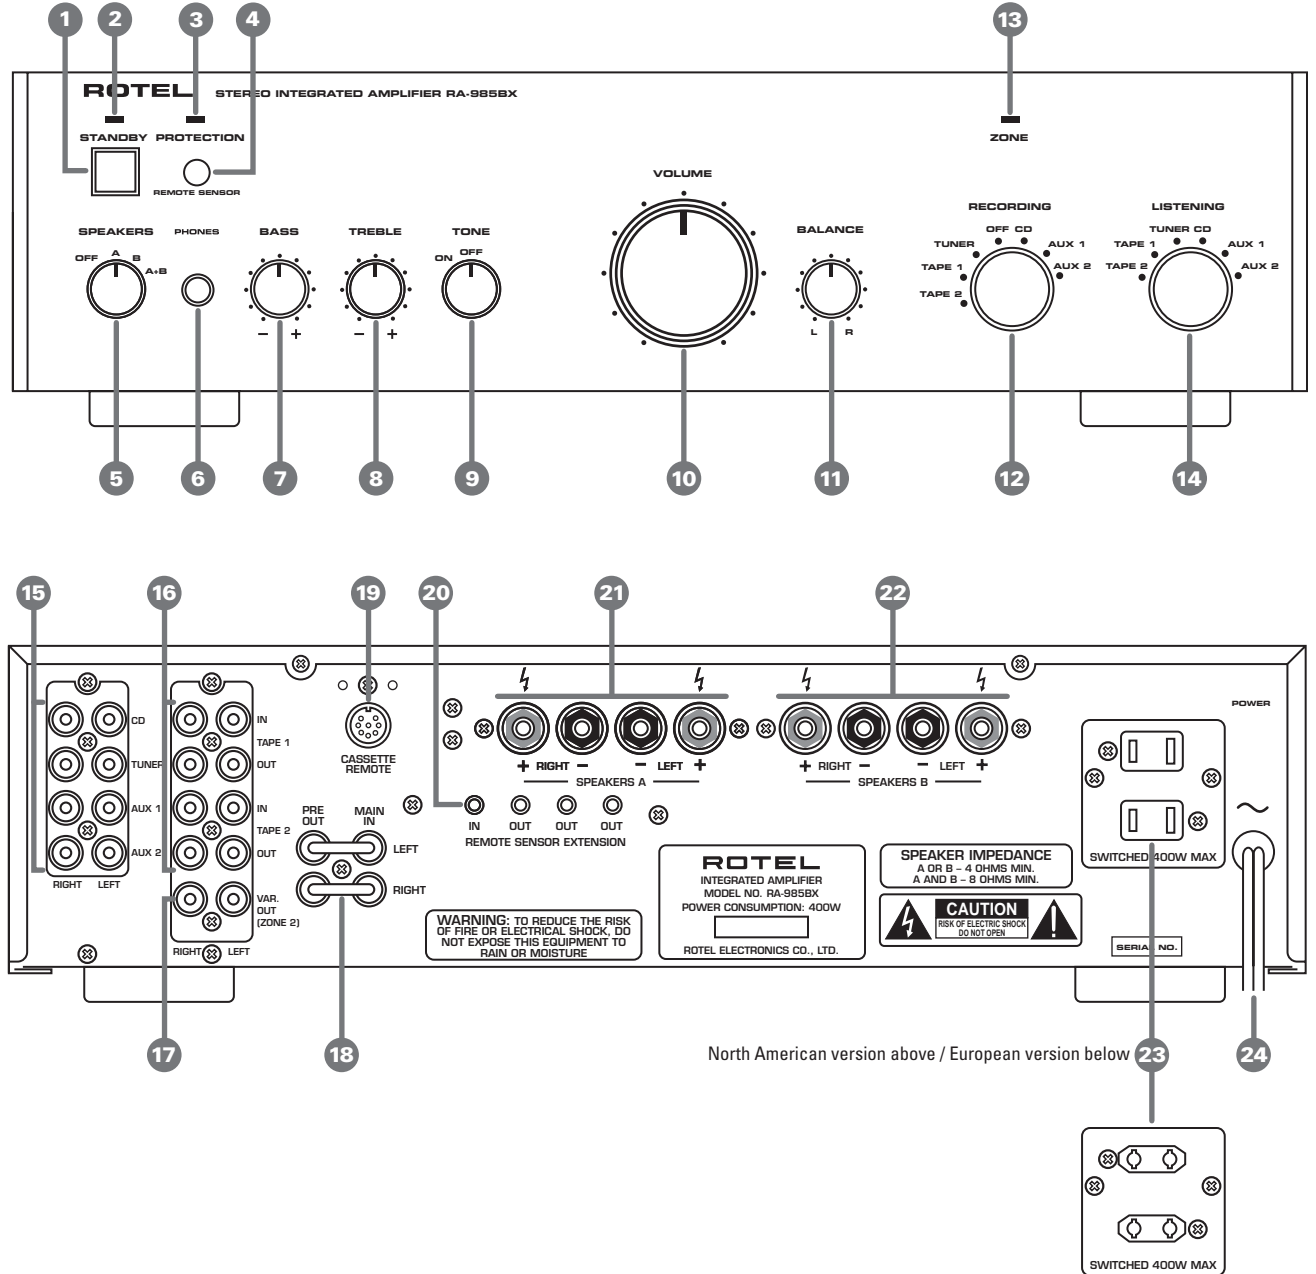 1 2 3 4 13
ROTEL STEREO INTEGRATED AMPLIFIER RA-985BX
STANDBY PROTECTION
ZONE
REMOTE SENSOR
VOLUME
RECORDING
LISTENING
SPEAKERS PHONES BASS TREBLE TONE
BALANCE
OFF A B A+B
ON OFF
TAPE 2 TAPE 1 TUNER OFF CD AUX 1 AUX 2
TAPE 2 TAPE 1 TUNER CD AUX 1 AUX 2
– + – +
L R
5 6 7 8 9 10 11 12 14
15 16 19 20 21 22
CD
TUNER
AUX 1
AUX 2
RIGHT LEFT
IN
TAPE 1
OUT
IN
TAPE 2
OUT
VAR.
OUT
(ZONE 2)
RIGHT LEFT
CASSETTE
REMOTE
PRE
OUT
MAIN
IN
LEFT
RIGHT
+ RIGHT – – LEFT +
SPEAKERS A
+ RIGHT – – LEFT +
SPEAKERS B
IN OUT OUT OUT
REMOTE SENSOR EXTENSION
WARNING: TO REDUCE THE RISK
OF FIRE OR ELECTRICAL SHOCK, DO
NOT EXPOSE THIS EQUIPMENT TO
RAIN OR MOISTURE
ROTEL
INTEGRATED AMPLIFIER
MODEL NO. RA-985BX
POWER CONSUMPTION: 400W
ROTEL ELECTRONICS CO., LTD.
SPEAKER IMPEDANCE
A OR B – 4 OHMS MIN.
A AND B – 8 OHMS MIN.
CAUTION
RISK OF ELECTRIC SHOCK
DO NOT OPEN
POWER
SWITCHED 400W MAX
SERIAL NO.
17 18
North American version above / European version below 23 24
SWITCHED 400W MAX